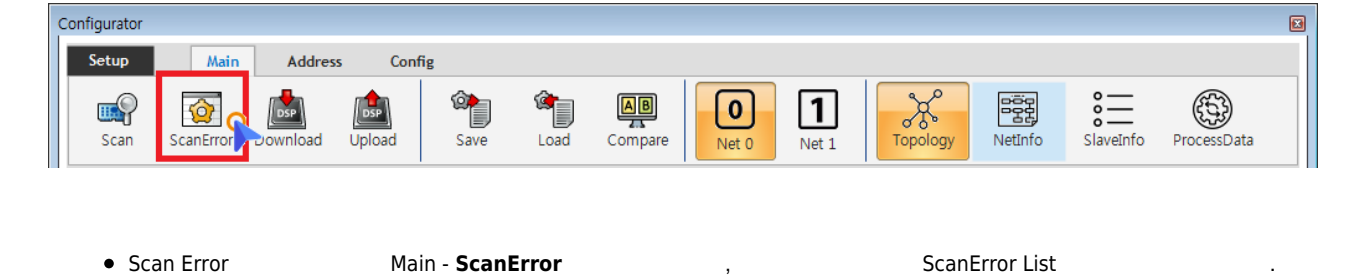 Configurator
Setup Main Address Config
Scan ScanError Download Upload Save Load Compare Net 0 Net 1 Topology NetInfo SlaveInfo ProcessData
DSP DSP A B 0 1
• Scan Error Main - ScanError , ScanError List .